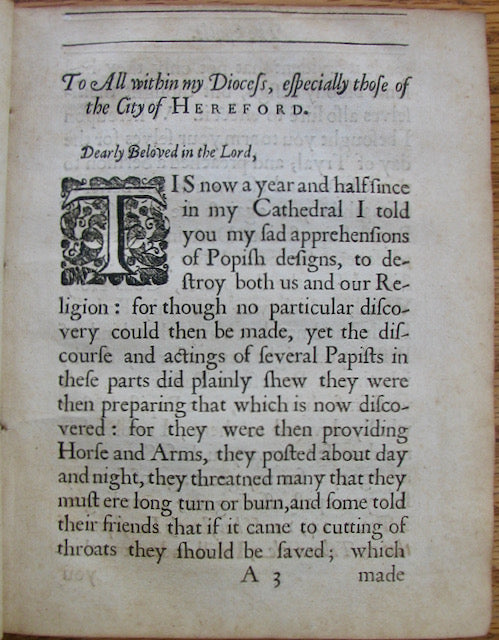 To All within my Dioceſs, eſpecially thoſe of
the City of HEREFORD.
Dearly Beloved in the Lord,
TIS now a year and half ſince
in my Cathedral I told
you my ſad apprehenſions
of Popiſh deſigns, to de-
ſtroy both us and our Re-
ligion: for though no particular diſco-
very could then be made, yet the diſ-
courſe and actings of ſeveral Papiſts in
theſe parts did plainly ſhew they were
then preparing that which is now diſco-
vered: for they were then providing
Horſe and Arms, they poſted about day
and night, they threatned many that they
muſt ere long turn or burn, and ſome told
their friends that if it came to cutting of
throats they ſhould be ſaved; which
A 3 made